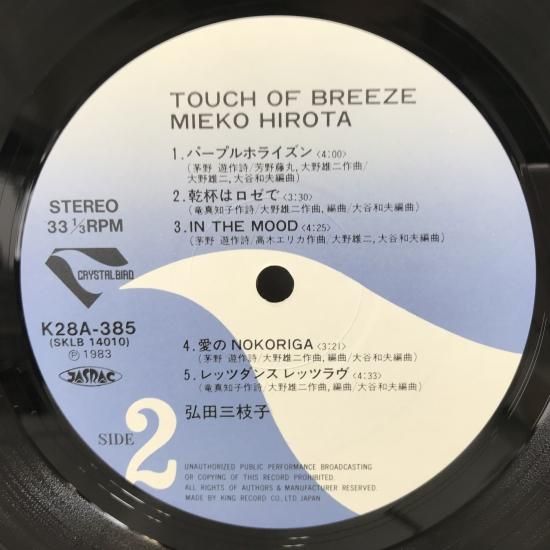 TOUCH OF BREEZE
MIEKO HIROTA
1. パープルホライズン <4:00>
(茅野 遊作詩/芳野藤丸, 大野雄二作曲/
大野雄二, 大谷和夫編曲)
2. 乾杯はロゼで <3:30>
(竜真知子作詩/大野雄二作曲, 編曲/大谷和夫編曲)
3. IN THE MOOD <4:25>
(茅野 遊作詩/高木エリカ作曲/大野雄二, 大谷和夫編曲)
STEREO
33 1/3 RPM
CRYSTAL BIRD
K28A-385
(SKLB 14010)
Ⓟ 1983
JASRAC
4. 愛の NOKORIGA <3:21>
(茅野 遊作詩/大野雄二作曲, 編曲/大谷和夫編曲)
5. レッツダンス レッツラヴ <4:33>
(竜真知子作詩/大野雄二作曲, 編曲/大谷和夫編曲)
弘田三枝子
SIDE 2
UNAUTHORIZED PUBLIC PERFORMANCE BROADCASTING
OR COPYING OF THIS RECORD PROHIBITED.
ALL RIGHTS OF AUTHORS & MANUFACTURER RESERVED.
MADE BY KING RECORD CO., LTD. JAPAN